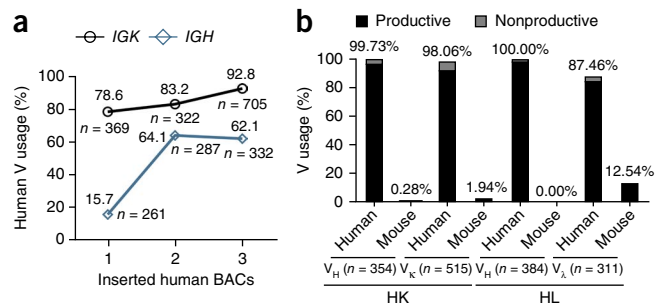 a
IGK IGH
Human V usage (%)
100
80
60
40
20
0
78.6
83.2
92.8
n = 369
n = 322
n = 705
15.7
64.1
62.1
n = 261
n = 287
n = 332
1 2 3
Inserted human BACs
b
Productive Nonproductive
V usage (%)
100
80
60
40
20
0
99.73%
0.28%
98.06%
1.94%
100.00%
0.00%
87.46%
12.54%
Human Mouse Human Mouse Human Mouse Human Mouse
VH (n = 354) Vκ (n = 515) VH (n = 384) Vλ (n = 311)
HK HL